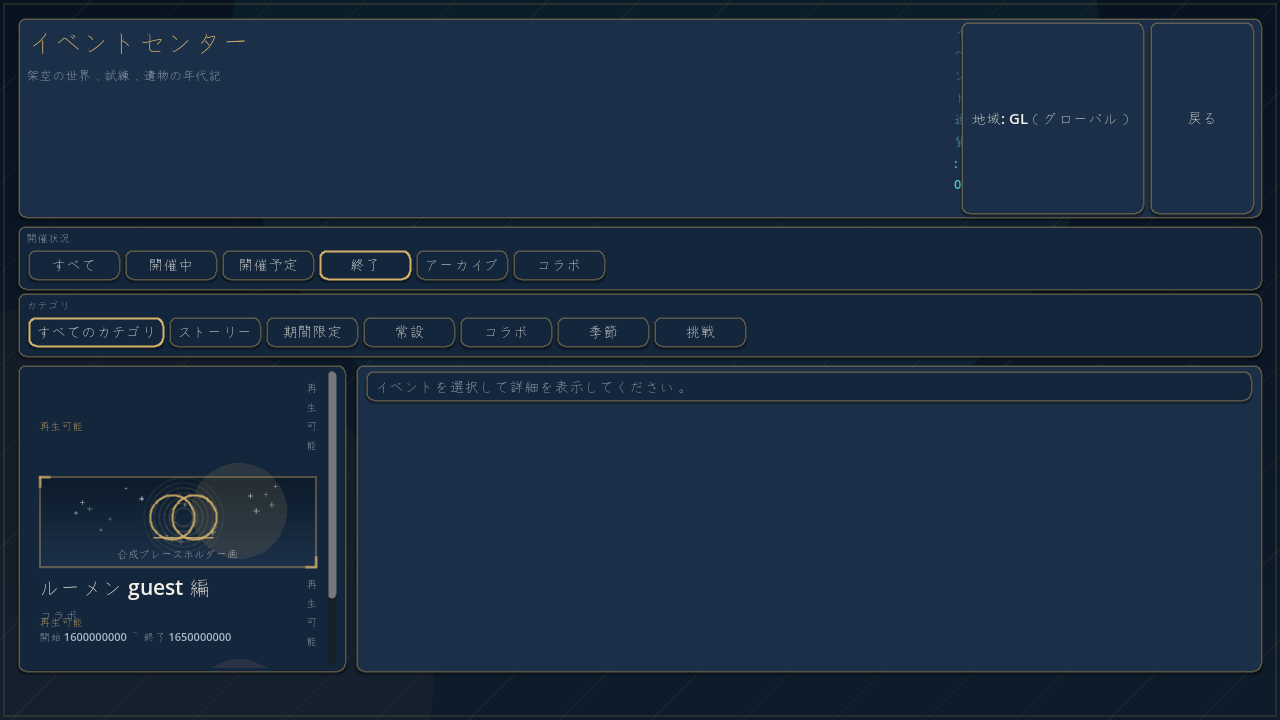 イベントセンター
架空の世界、試練、遺物の年代記
: 0
地域: GL（グローバル）
戻る
開催状況
すべて
開催中
開催予定
終了
アーカイブ
コラボ
カテゴリ
すべてのカテゴリ
ストーリー
期間限定
常設
コラボ
季節
挑戦
再生可能
再生可能
合成プレースホルダー画
ルーメン guest 編
コラボ
再生可能
再生可能
開始 1600000000 ~ 終了 1650000000
イベントを選択して詳細を表示してください。